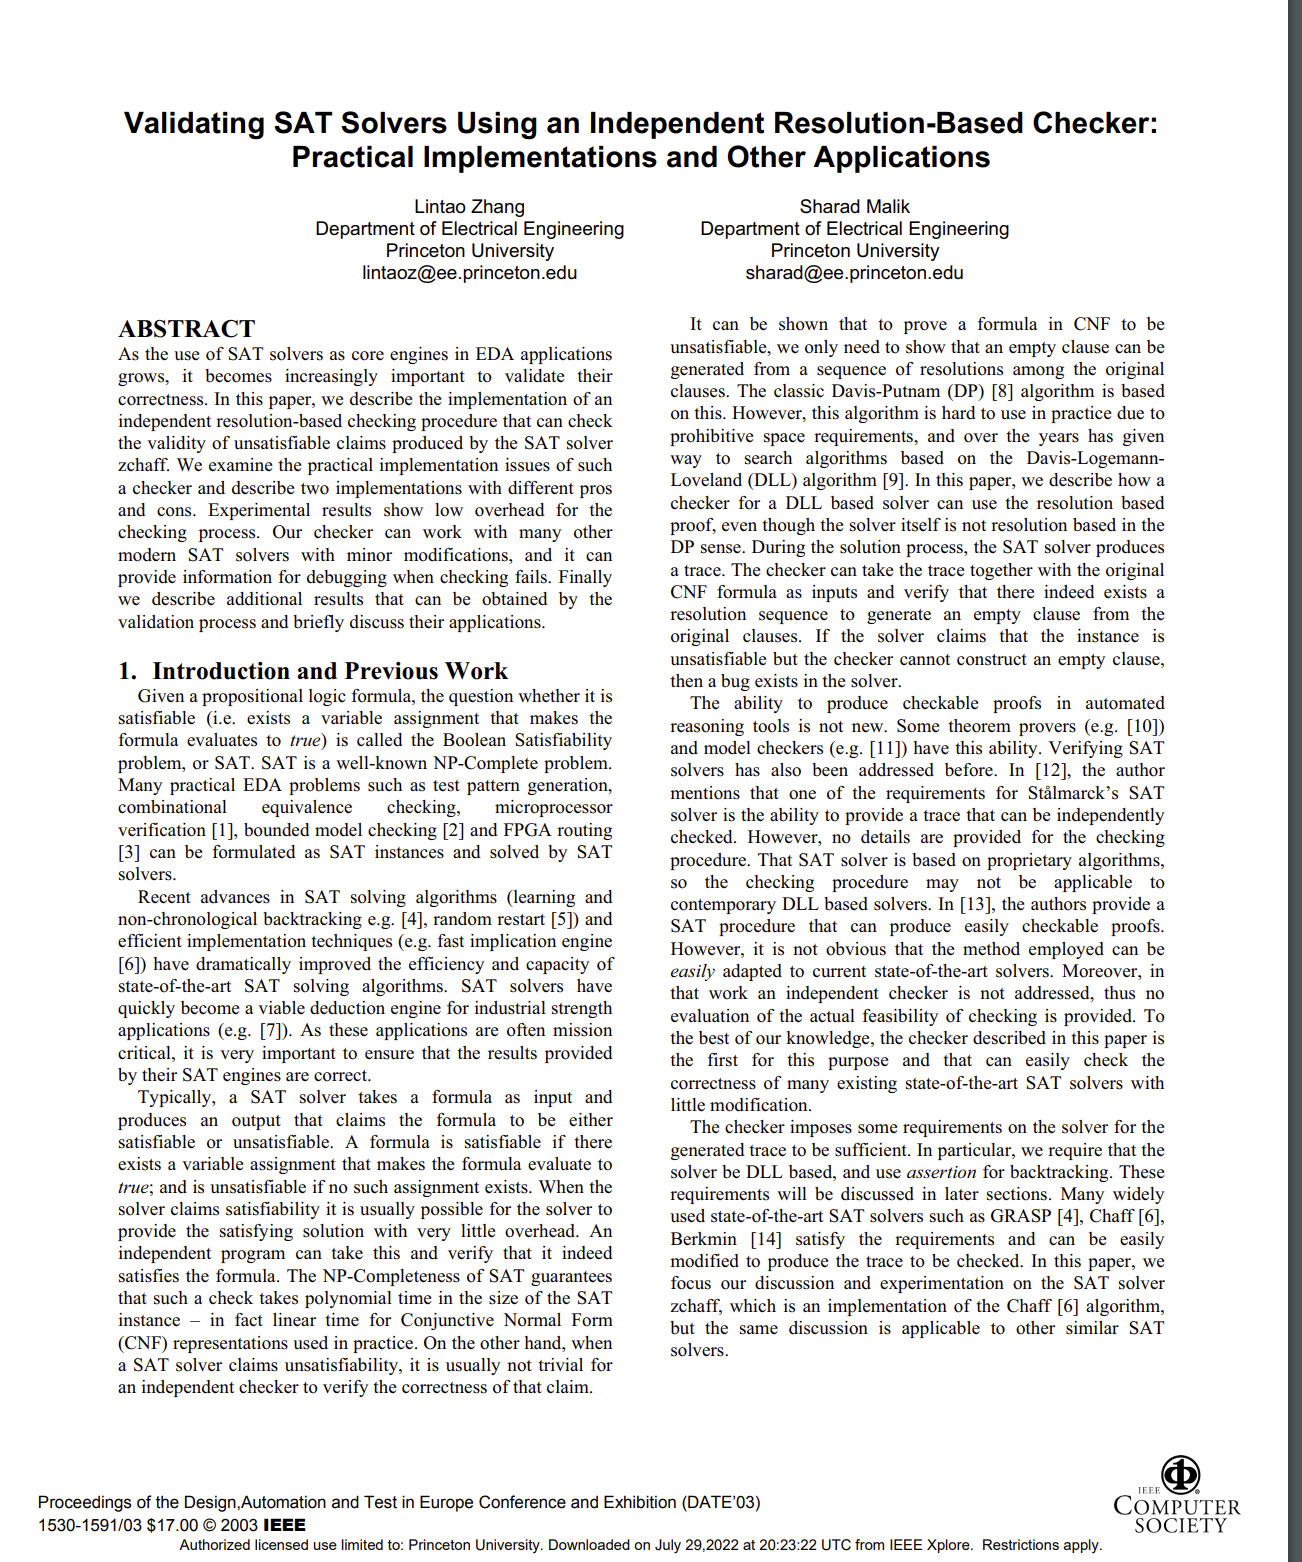 Validating SAT Solvers Using an Independent Resolution-Based Checker:
Practical Implementations and Other Applications
Lintao Zhang
Department of Electrical Engineering
Princeton University
lintaoz@ee.princeton.edu
Sharad Malik
Department of Electrical Engineering
Princeton University
sharad@ee.princeton.edu
ABSTRACT
As the use of SAT solvers as core engines in EDA applications
grows, it becomes increasingly important to validate their
correctness. In this paper, we describe the implementation of an
independent resolution-based checking procedure that can check
the validity of unsatisfiable claims produced by the SAT solver
zchaff. We examine the practical implementation issues of such
a checker and describe two implementations with different pros
and cons. Experimental results show low overhead for the
checking process. Our checker can work with many other
modern SAT solvers with minor modifications, and it can
provide information for debugging when checking fails. Finally
we describe additional results that can be obtained by the
validation process and briefly discuss their applications.
1. Introduction and Previous Work
Given a propositional logic formula, the question whether it is
satisfiable (i.e. exists a variable assignment that makes the
formula evaluates to true) is called the Boolean Satisfiability
problem, or SAT. SAT is a well-known NP-Complete problem.
Many practical EDA problems such as test pattern generation,
combinational equivalence checking, microprocessor
verification [1], bounded model checking [2] and FPGA routing
[3] can be formulated as SAT instances and solved by SAT
solvers.
Recent advances in SAT solving algorithms (learning and
non-chronological backtracking e.g. [4], random restart [5]) and
efficient implementation techniques (e.g. fast implication engine
[6]) have dramatically improved the efficiency and capacity of
state-of-the-art SAT solving algorithms. SAT solvers have
quickly become a viable deduction engine for industrial strength
applications (e.g. [7]). As these applications are often mission
critical, it is very important to ensure that the results provided
by their SAT engines are correct.
Typically, a SAT solver takes a formula as input and
produces an output that claims the formula to be either
satisfiable or unsatisfiable. A formula is satisfiable if there
exists a variable assignment that makes the formula evaluate to
true; and is unsatisfiable if no such assignment exists. When the
solver claims satisfiability it is usually possible for the solver to
provide the satisfying solution with very little overhead. An
independent program can take this and verify that it indeed
satisfies the formula. The NP-Completeness of SAT guarantees
that such a check takes polynomial time in the size of the SAT
instance – in fact linear time for Conjunctive Normal Form
(CNF) representations used in practice. On the other hand, when
a SAT solver claims unsatisfiability, it is usually not trivial for
an independent checker to verify the correctness of that claim.
It can be shown that to prove a formula in CNF to be
unsatisfiable, we only need to show that an empty clause can be
generated from a sequence of resolutions among the original
clauses. The classic Davis-Putnam (DP) [8] algorithm is based
on this. However, this algorithm is hard to use in practice due to
prohibitive space requirements, and over the years has given
way to search algorithms based on the Davis-Logemann-
Loveland (DLL) algorithm [9]. In this paper, we describe how a
checker for a DLL based solver can use the resolution based
proof, even though the solver itself is not resolution based in the
DP sense. During the solution process, the SAT solver produces
a trace. The checker can take the trace together with the original
CNF formula as inputs and verify that there indeed exists a
resolution sequence to generate an empty clause from the
original clauses. If the solver claims that the instance is
unsatisfiable but the checker cannot construct an empty clause,
then a bug exists in the solver.
The ability to produce checkable proofs in automated
reasoning tools is not new. Some theorem provers (e.g. [10])
and model checkers (e.g. [11]) have this ability. Verifying SAT
solvers has also been addressed before. In [12], the author
mentions that one of the requirements for Stålmarck's SAT
solver is the ability to provide a trace that can be independently
checked. However, no details are provided for the checking
procedure. That SAT solver is based on proprietary algorithms,
so the checking procedure may not be applicable to
contemporary DLL based solvers. In [13], the authors provide a
SAT procedure that can produce easily checkable proofs.
However, it is not obvious that the method employed can be
easily adapted to current state-of-the-art solvers. Moreover, in
that work an independent checker is not addressed, thus no
evaluation of the actual feasibility of checking is provided. To
the best of our knowledge, the checker described in this paper is
the first for this purpose and that can easily check the
correctness of many existing state-of-the-art SAT solvers with
little modification.
The checker imposes some requirements on the solver for the
generated trace to be sufficient. In particular, we require that the
solver be DLL based, and use assertion for backtracking. These
requirements will be discussed in later sections. Many widely
used state-of-the-art SAT solvers such as GRASP [4], Chaff [6],
Berkmin [14] satisfy the requirements and can be easily
modified to produce the trace to be checked. In this paper, we
focus our discussion and experimentation on the SAT solver
zchaff, which is an implementation of the Chaff [6] algorithm,
but the same discussion is applicable to other similar SAT
solvers.
Proceedings of the Design,Automation and Test in Europe Conference and Exhibition (DATE'03)
1530-1591/03 $17.00 © 2003 IEEE
IEEE
COMPUTER
SOCIETY
Authorized licensed use limited to: Princeton University. Downloaded on July 29,2022 at 20:23:22 UTC from IEEE Xplore. Restrictions apply.